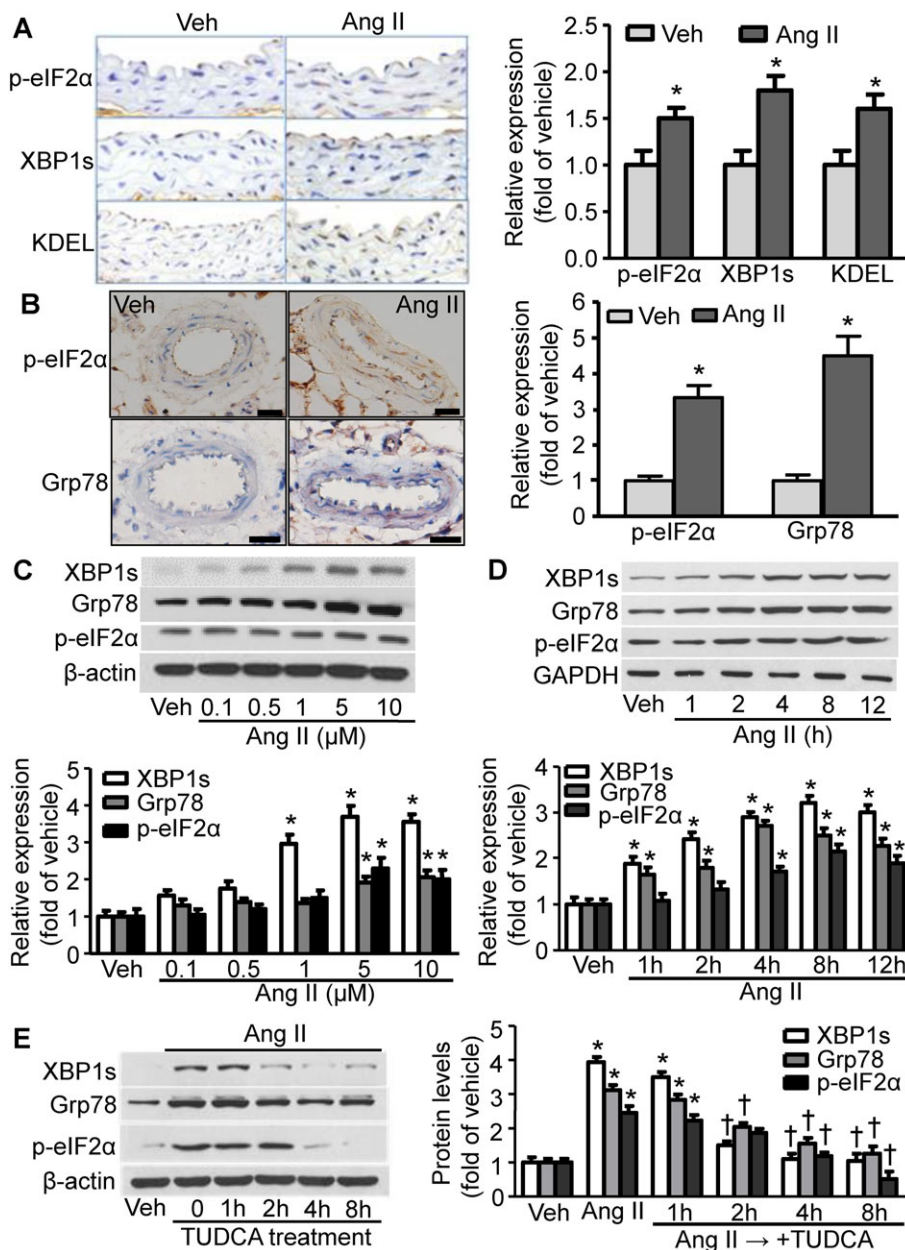 A
Veh Ang II
p-eIF2α
XBP1s
KDEL
Relative expression
(fold of vehicle)
Veh Ang II
2.5
2.0
1.5
1.0
0.5
0.0
* * *
p-eIF2α XBP1s KDEL
B
Veh Ang II
p-eIF2α
Grp78
Relative expression
(fold of vehicle)
Veh Ang II
6
5
4
3
2
1
0
* *
p-eIF2α Grp78
C
XBP1s
Grp78
p-eIF2α
β-actin
Veh 0.1 0.5 1 5 10
Ang II (µM)
Relative expression
(fold of vehicle)
5
4
3
2
1
0
XBP1s
Grp78
p-eIF2α
* * * * * * *
Veh 0.1 0.5 1 5 10
Ang II (µM)
D
XBP1s
Grp78
p-eIF2α
GAPDH
Veh 1 2 4 8 12
Ang II (h)
Relative expression
(fold of vehicle)
4
3
2
1
0
XBP1s
Grp78
p-eIF2α
* * * * * * * * * * * * *
Veh 1h 2h 4h 8h 12h
Ang II
E
Ang II
XBP1s
Grp78
p-eIF2α
β-actin
Veh 0 1h 2h 4h 8h
TUDCA treatment
Protein levels
(fold of vehicle)
5
4
3
2
1
0
XBP1s
Grp78
p-eIF2α
* * * * * * † † † † † † † †
Veh Ang II 1h 2h 4h 8h
Ang II → +TUDCA